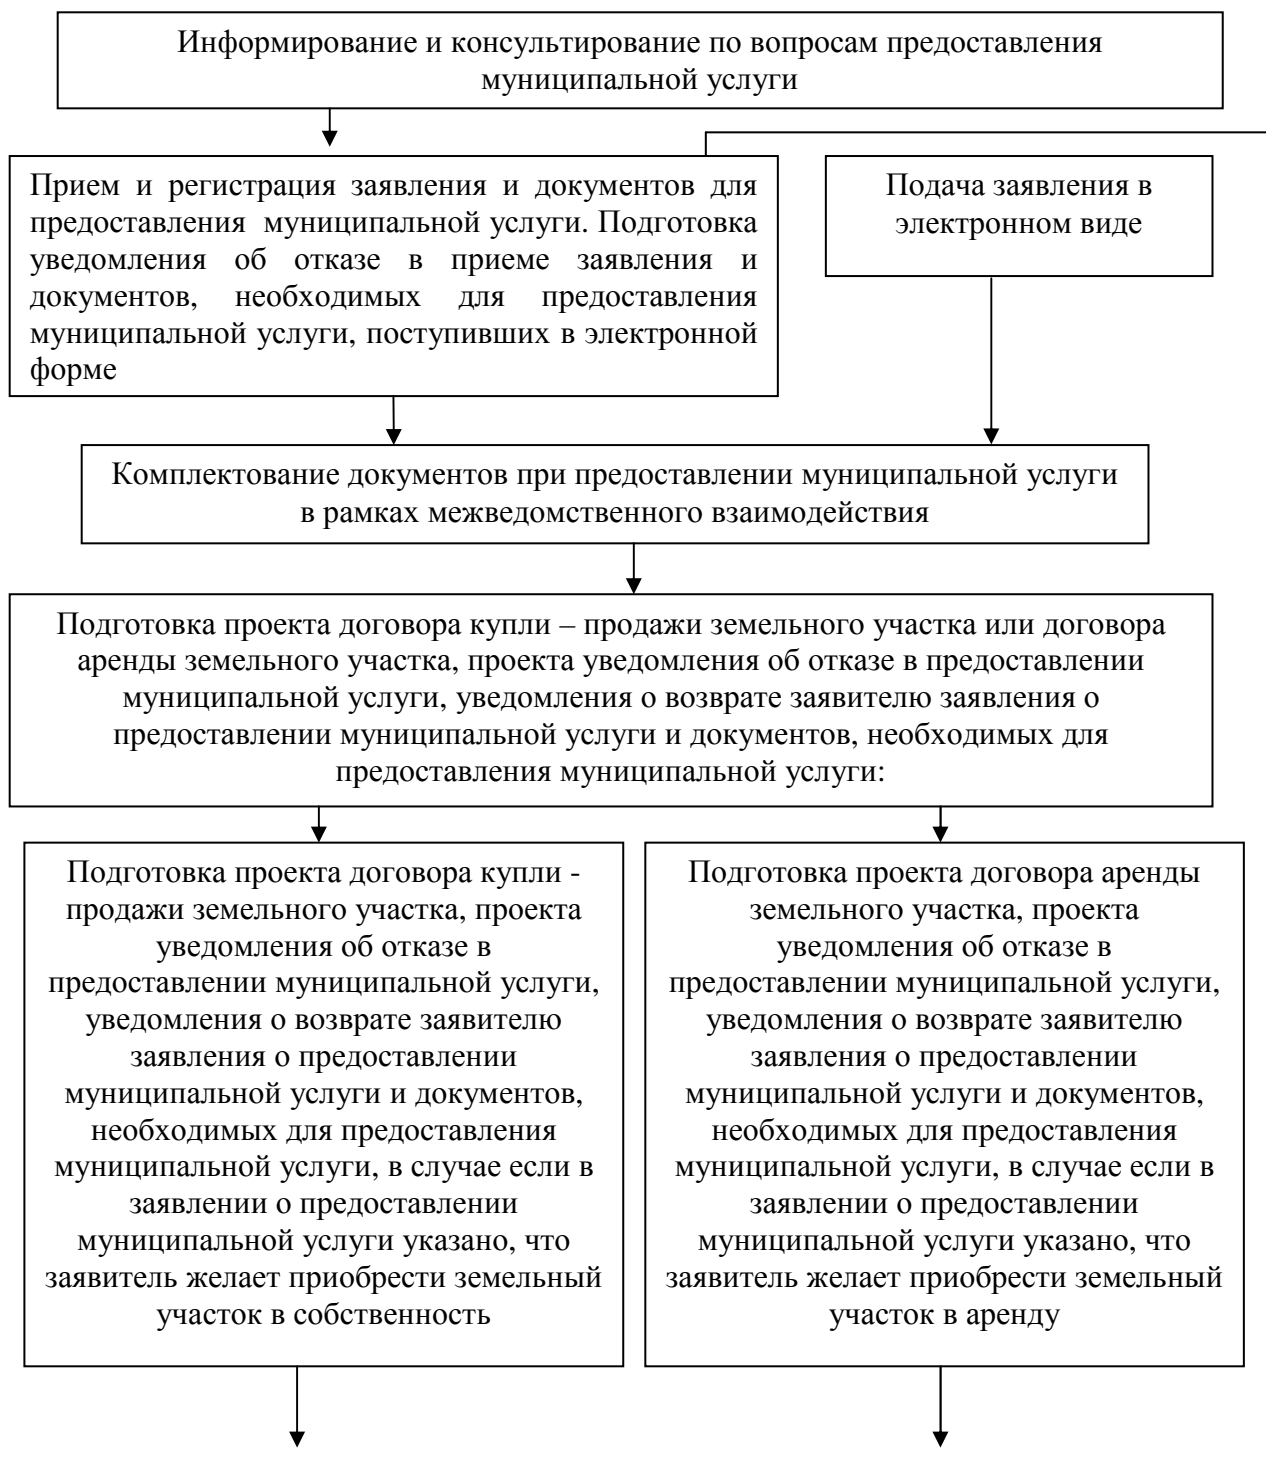 Информирование и консультирование по вопросам предоставления
муниципальной услуги
Прием и регистрация заявления и документов для
предоставления муниципальной услуги. Подготовка
уведомления об отказе в приеме заявления и
документов, необходимых для предоставления
муниципальной услуги, поступивших в электронной
форме
Подача заявления в
электронном виде
Комплектование документов при предоставлении муниципальной услуги
в рамках межведомственного взаимодействия
Подготовка проекта договора купли – продажи земельного участка или договора
аренды земельного участка, проекта уведомления об отказе в предоставлении
муниципальной услуги, уведомления о возврате заявителю заявления о
предоставлении муниципальной услуги и документов, необходимых для
предоставления муниципальной услуги:
Подготовка проекта договора купли -
продажи земельного участка, проекта
уведомления об отказе в
предоставлении муниципальной услуги,
уведомления о возврате заявителю
заявления о предоставлении
муниципальной услуги и документов,
необходимых для предоставления
муниципальной услуги, в случае если в
заявлении о предоставлении
муниципальной услуги указано, что
заявитель желает приобрести земельный
участок в собственность
Подготовка проекта договора аренды
земельного участка, проекта
уведомления об отказе в
предоставлении муниципальной услуги,
уведомления о возврате заявителю
заявления о предоставлении
муниципальной услуги и документов,
необходимых для предоставления
муниципальной услуги, в случае если в
заявлении о предоставлении
муниципальной услуги указано, что
заявитель желает приобрести земельный
участок в аренду